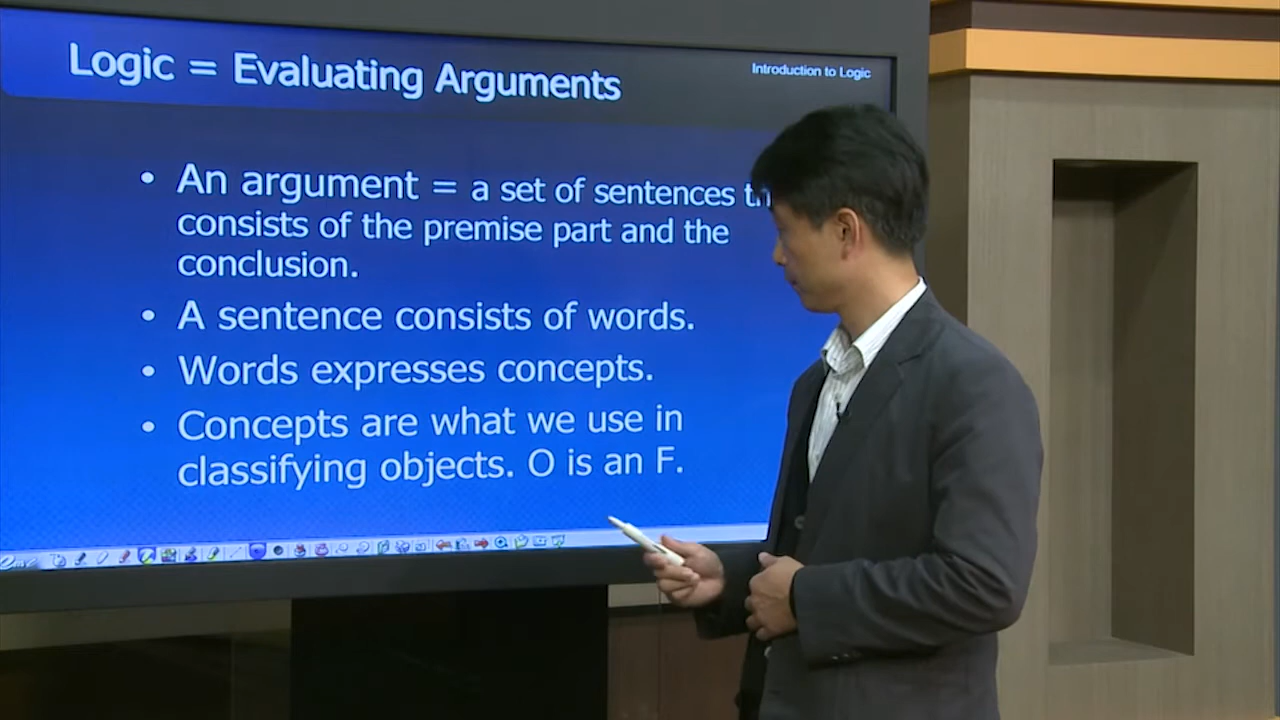 Logic = Evaluating Arguments
Introduction to Logic
• An argument = a set of sentences
consists of the premise part and the
conclusion.
• A sentence consists of words.
• Words expresses concepts.
• Concepts are what we use in
classifying objects. O is an F.